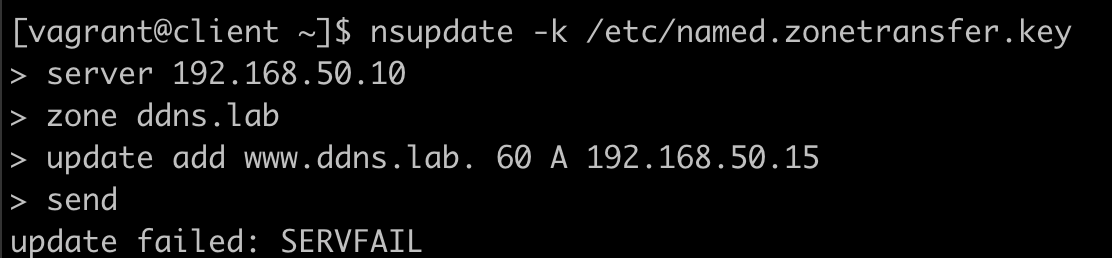 [vagrant@client ~]$ nsupdate -k /etc/named.zonetransfer.key
> server 192.168.50.10
> zone ddns.lab
> update add www.ddns.lab. 60 A 192.168.50.15
> send
update failed: SERVFAIL